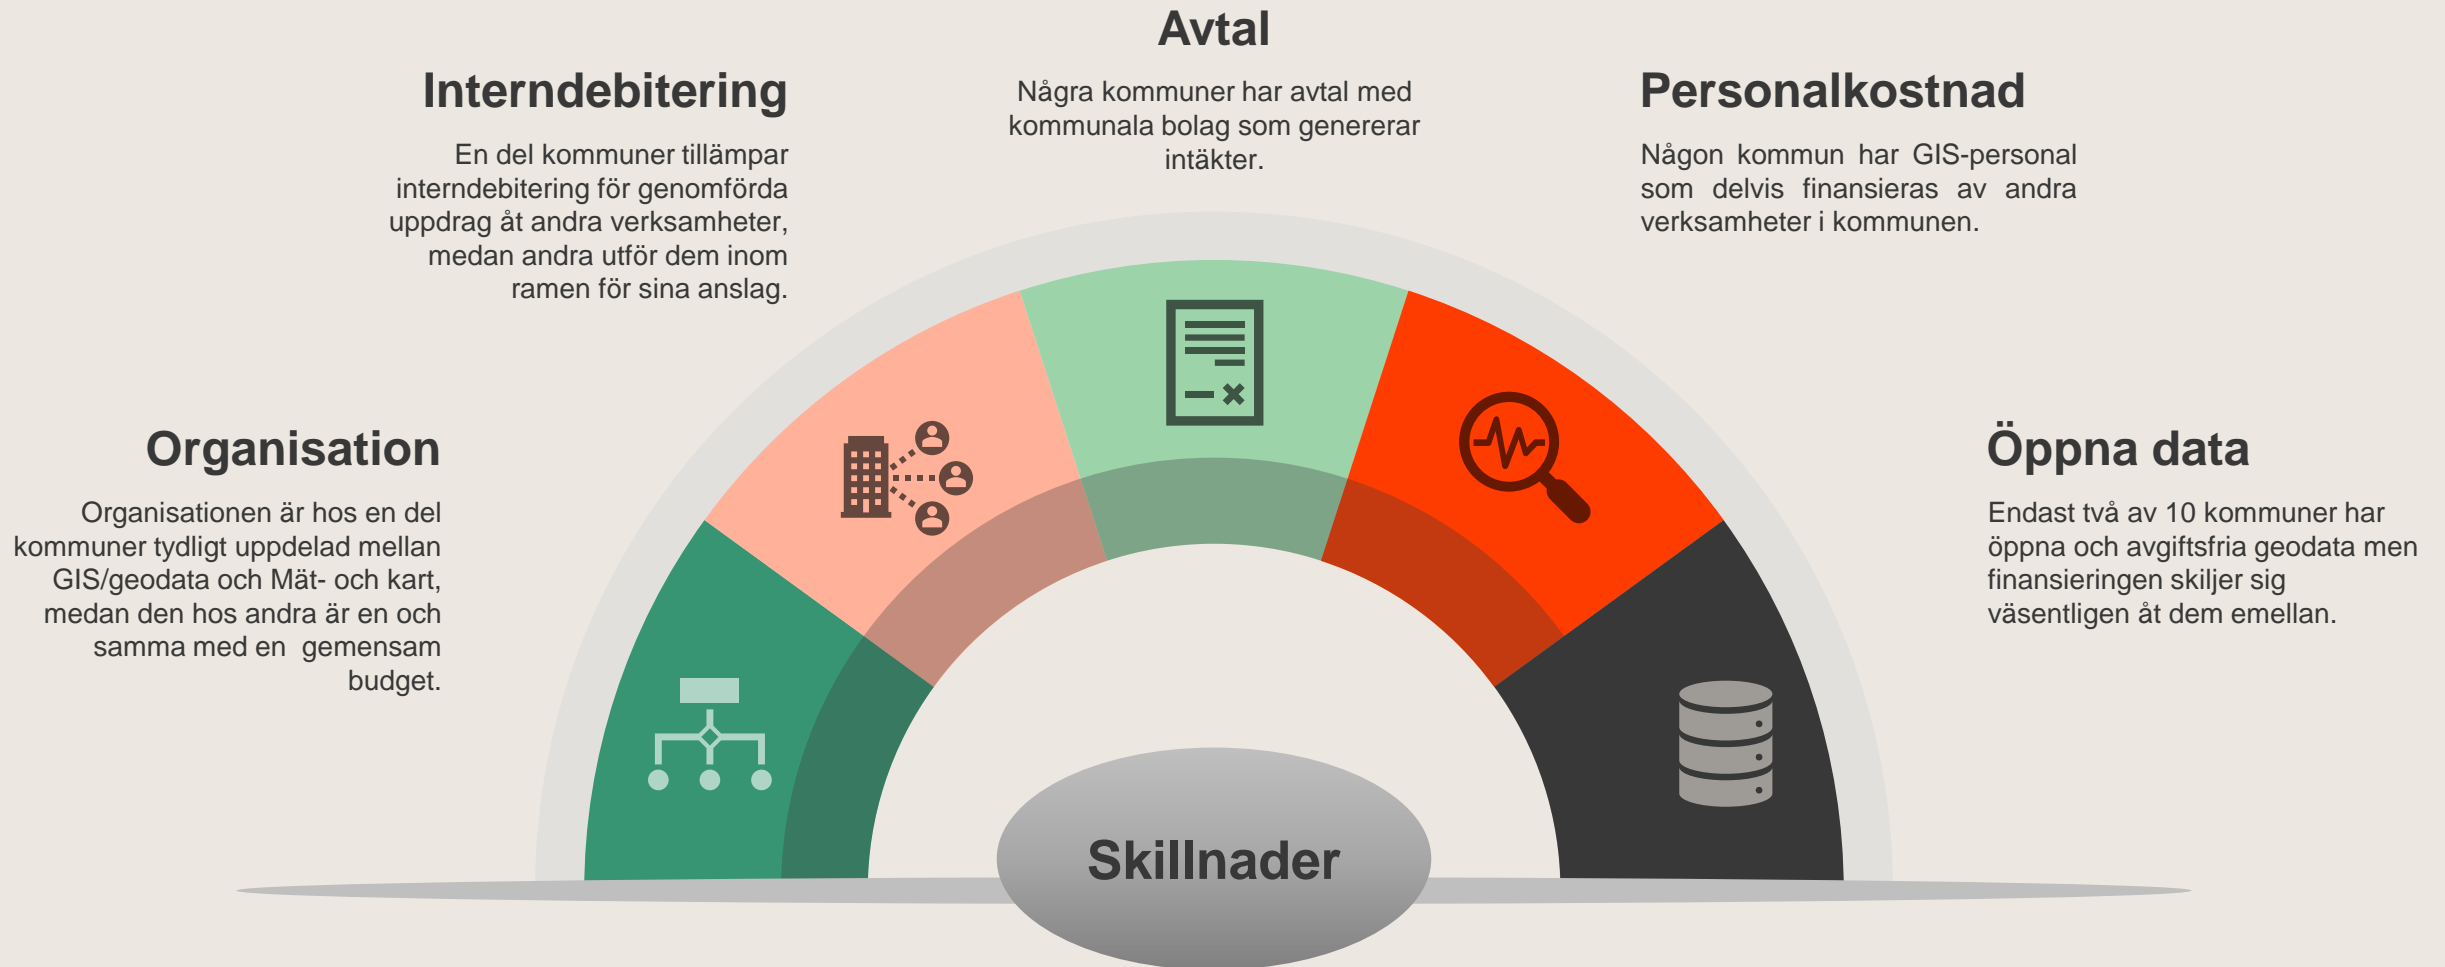 Avtal
Några kommuner har avtal med
kommunala bolag som genererar
intäkter.
Interndebitering
En del kommuner tillämpar
interndebitering för genomförda
uppdrag åt andra verksamheter,
medan andra utför dem inom
ramen för sina anslag.
Personalkostnad
Någon kommun har GIS-personal
som delvis finansieras av andra
verksamheter i kommunen.
Organisation
Organisationen är hos en del
kommuner tydligt uppdelad mellan
GIS/geodata och Mät- och kart,
medan den hos andra är en och
samma med en gemensam
budget.
Öppna data
Endast två av 10 kommuner har
öppna och avgiftsfria geodata men
finansieringen skiljer sig
väsentligen åt dem emellan.
Skillnader